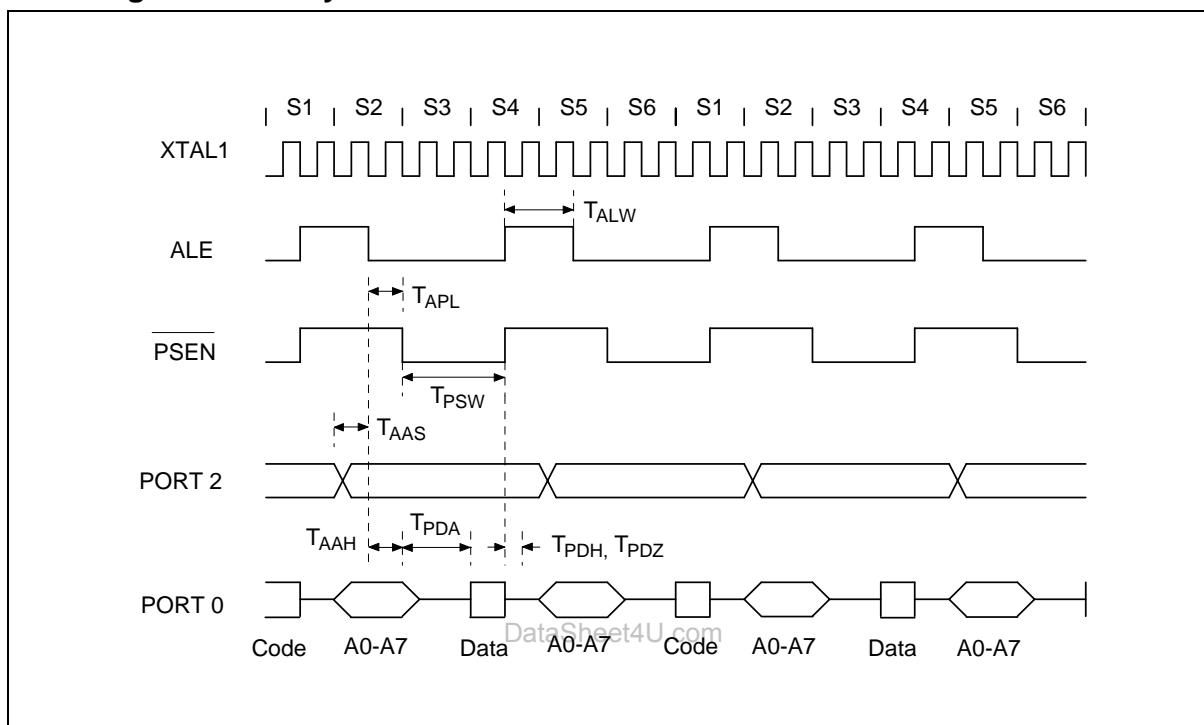 | S1 | S2 | S3 | S4 | S5 | S6 | S1 | S2 | S3 | S4 | S5 | S6 |
XTAL1
TALW
ALE
TAPL
PSEN
TPSW
TAAS
PORT 2
TAAH
TPDA
TPDH, TPDZ
PORT 0
DataSheet4U.com
Code A0-A7 Data A0-A7 Code A0-A7 Data A0-A7